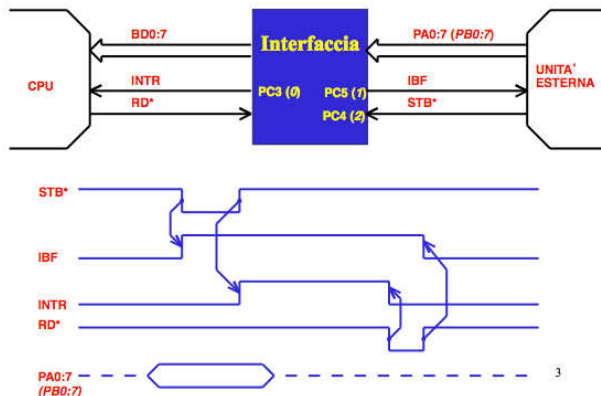 BD0:7
Interfaccia
PA0:7 (PB0:7)
CPU
INTR
PC3 (0)
PC5 (1)
IBF
UNITA'
ESTERNA
RD*
PC4 (2)
STB*
STB*
IBF
INTR
RD*
PA0:7
(PB0:7)
3